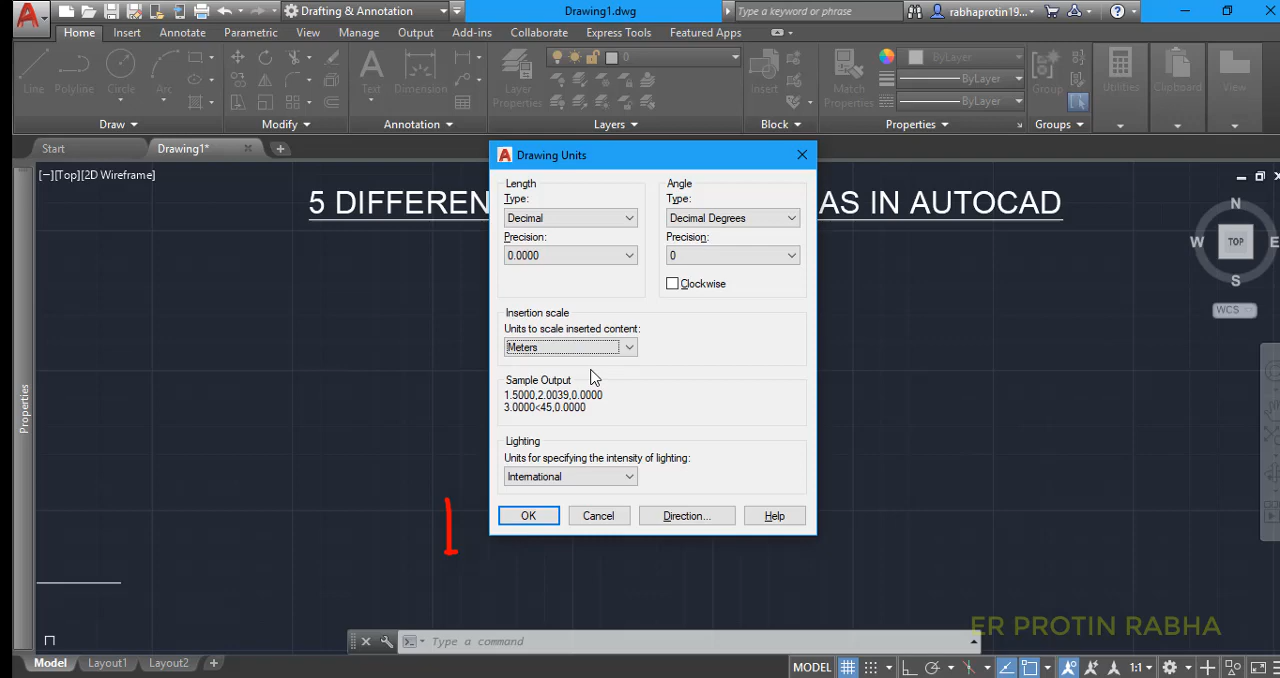 Drafting & Annotation
Drawing1.dwg
Type a keyword or phrase
rabhaprotin19...
Home Insert Annotate Parametric View Manage Output Add-ins Collaborate Express Tools Featured Apps
0 ByLayer
Line Polyline Circle Arc Text Dimension Layer Properties Insert Match Properties ByLayer Group Utilities Clipboard View
ByLayer
Draw Modify Annotation Layers Block Properties Groups
Start Drawing1*
[−][Top][2D Wireframe]
Drawing Units
5 DIFFEREN AS IN AUTOCAD
Length Angle
Type: Type:
Decimal Decimal Degrees
Precision: Precision:
0.0000 0
Clockwise
Insertion scale
Units to scale inserted content:
Meters
Sample Output
1.5000,2.0039,0.0000
3.0000<45,0.0000
Lighting
Units for specifying the intensity of lighting:
International
OK Cancel Direction... Help
N
W TOP E
S
WCS
Properties
ER PROTIN RABHA
Type a command
Model Layout1 Layout2 +
MODEL 1:1